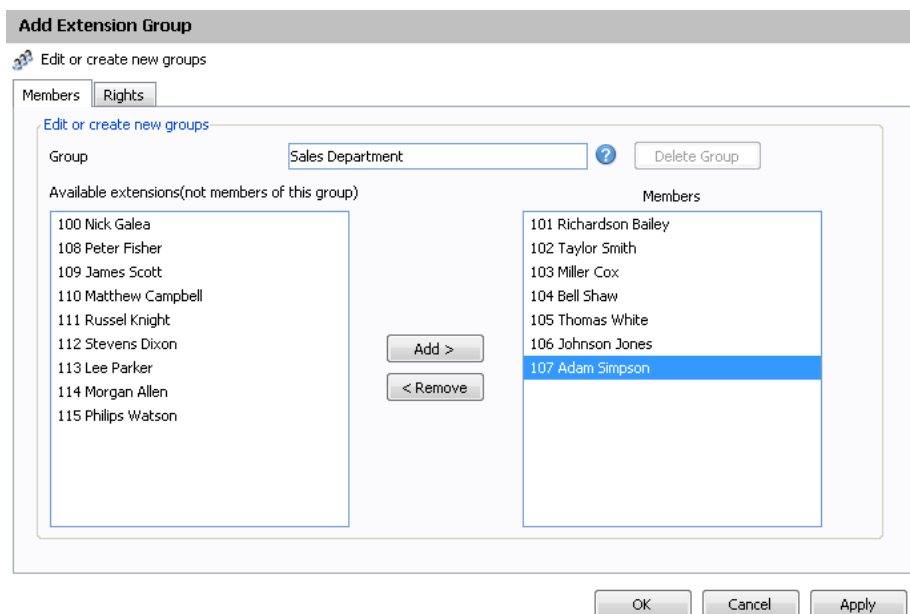 Add Extension Group
Edit or create new groups
Members Rights
Edit or create new groups
Group Sales Department ? Delete Group
Available extensions(not members of this group) Members
100 Nick Galea
108 Peter Fisher
109 James Scott
110 Matthew Campbell
111 Russel Knight
112 Stevens Dixon
113 Lee Parker
114 Morgan Allen
115 Philips Watson
Add >
< Remove
101 Richardson Bailey
102 Taylor Smith
103 Miller Cox
104 Bell Shaw
105 Thomas White
106 Johnson Jones
107 Adam Simpson
OK Cancel Apply